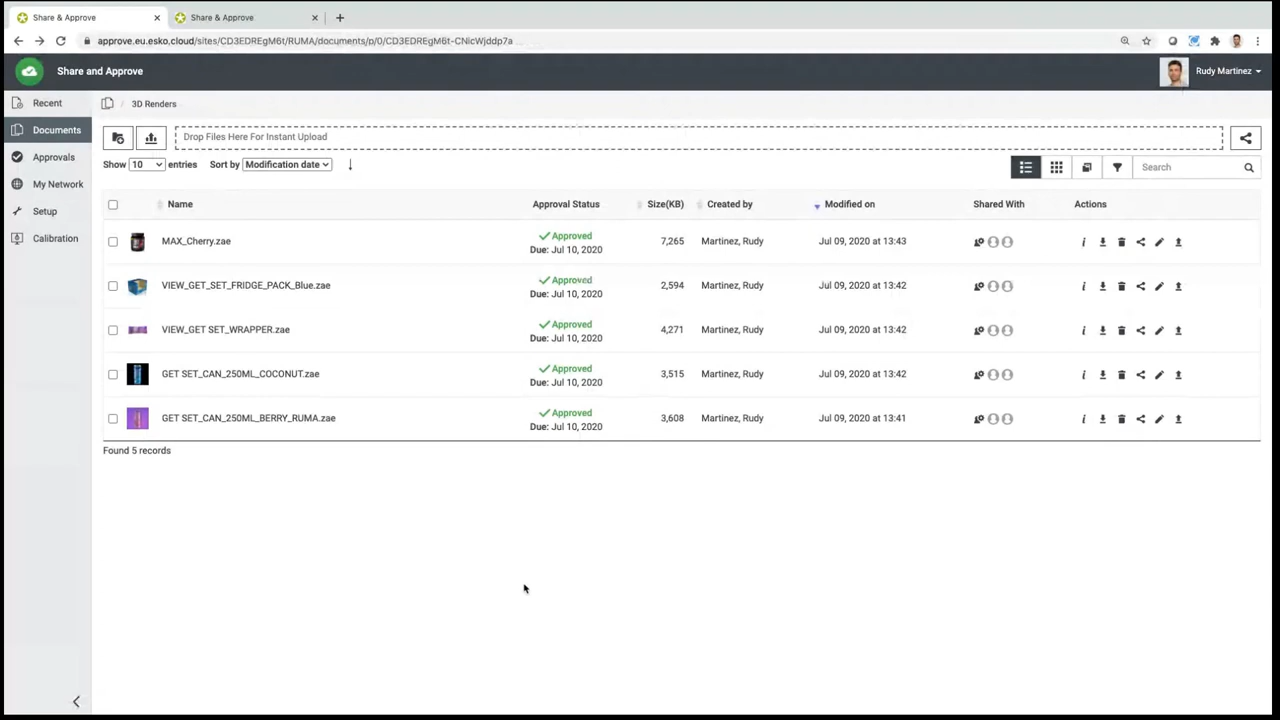 Share & Approve
Share & Approve
approve.eu.esko.cloud/sites/CD3EDREgM6t/RUMA/documents/p/0/CD3EDREgM6t-CNicWjddp7a ...
Share and Approve
Rudy Martinez
Recent
Documents
Approvals
My Network
Setup
Calibration
/ 3D Renders
Drop Files Here For Instant Upload
Show 10 entries Sort by Modification date
Search
Name Approval Status Size(KB) Created by Modified on Shared With Actions
MAX_Cherry.zae Approved 7,265 Martinez, Rudy Jul 09, 2020 at 13:43
Due: Jul 10, 2020
VIEW_GET_SET_FRIDGE_PACK_Blue.zae Approved 2,594 Martinez, Rudy Jul 09, 2020 at 13:42
Due: Jul 10, 2020
VIEW_GET SET_WRAPPER.zae Approved 4,271 Martinez, Rudy Jul 09, 2020 at 13:42
Due: Jul 10, 2020
GET SET_CAN_250ML_COCONUT.zae Approved 3,515 Martinez, Rudy Jul 09, 2020 at 13:42
Due: Jul 10, 2020
GET SET_CAN_250ML_BERRY_RUMA.zae Approved 3,608 Martinez, Rudy Jul 09, 2020 at 13:41
Due: Jul 10, 2020
Found 5 records